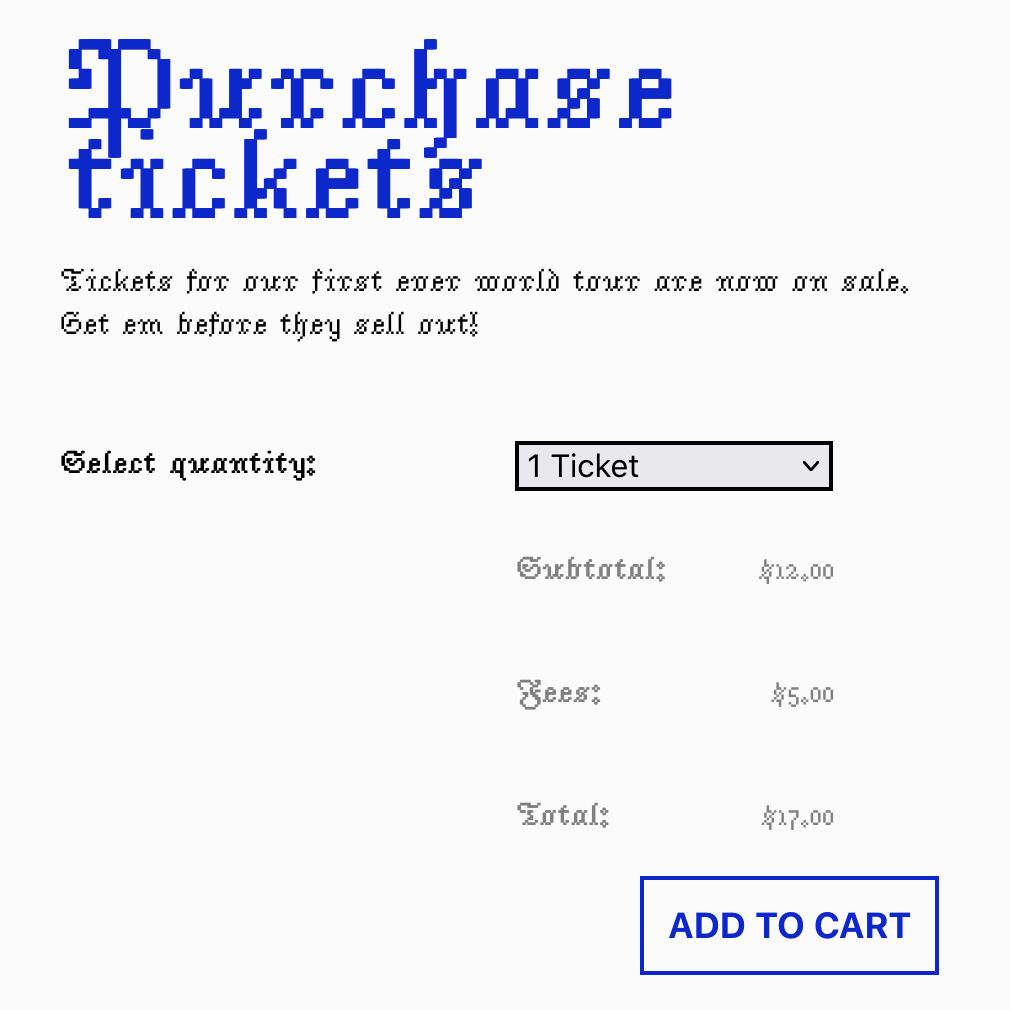 Purchase
tickets
Tickets for our first ever world tour are now on sale.
Get em before they sell out!
Select quantity: 1 Ticket
Subtotal: $12.00
Fees: $5.00
Total: $17.00
ADD TO CART